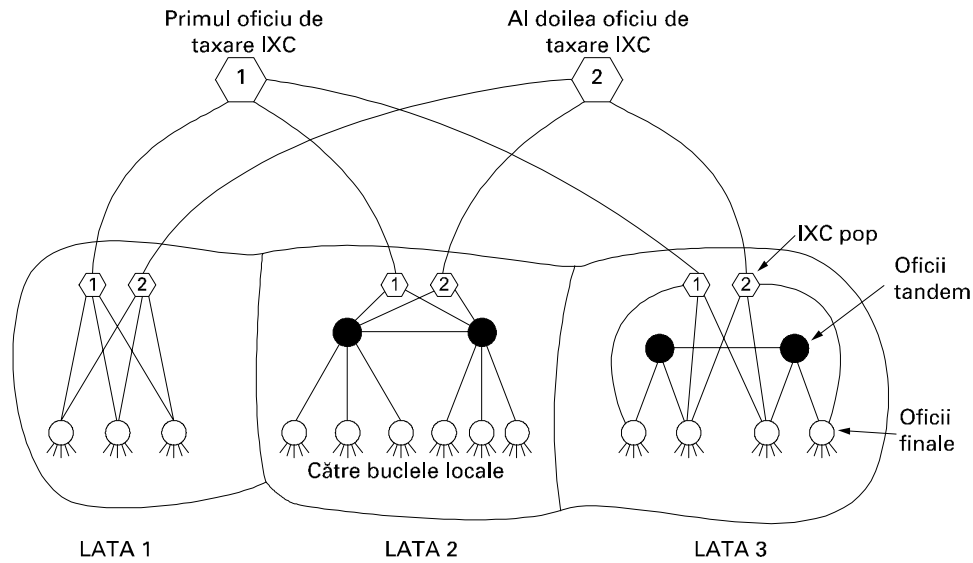 Primul oficiu de
taxare IXC
Al doilea oficiu de
taxare IXC
1
2
IXC pop
Oficii
tandem
1
2
1
2
1
2
Oficii
finale
Către buclele locale
LATA 1
LATA 2
LATA 3